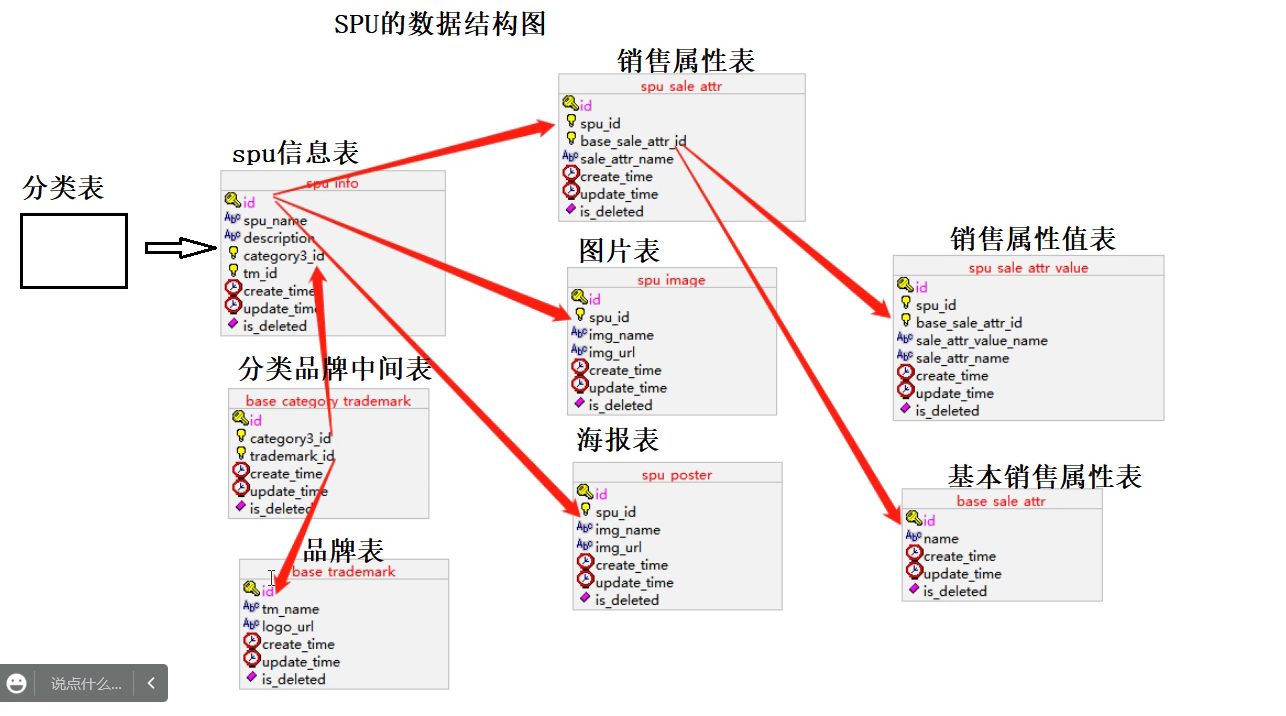 SPU的数据结构图
分类表
spu信息表
spu info
id
spu_name
description
category3_id
tm_id
create_time
update_time
is_deleted
分类品牌中间表
base category trademark
id
category3_id
trademark_id
create_time
update_time
is_deleted
品牌表
base trademark
id
tm_name
logo_url
create_time
update_time
is_deleted
销售属性表
spu sale attr
id
spu_id
base_sale_attr_id
sale_attr_name
create_time
update_time
is_deleted
图片表
spu image
id
spu_id
img_name
img_url
create_time
update_time
is_deleted
海报表
spu poster
id
spu_id
img_name
img_url
create_time
update_time
is_deleted
销售属性值表
spu sale attr value
id
spu_id
base_sale_attr_id
sale_attr_value_name
sale_attr_name
create_time
update_time
is_deleted
基本销售属性表
base sale attr
id
name
create_time
update_time
is_deleted
说点什么...